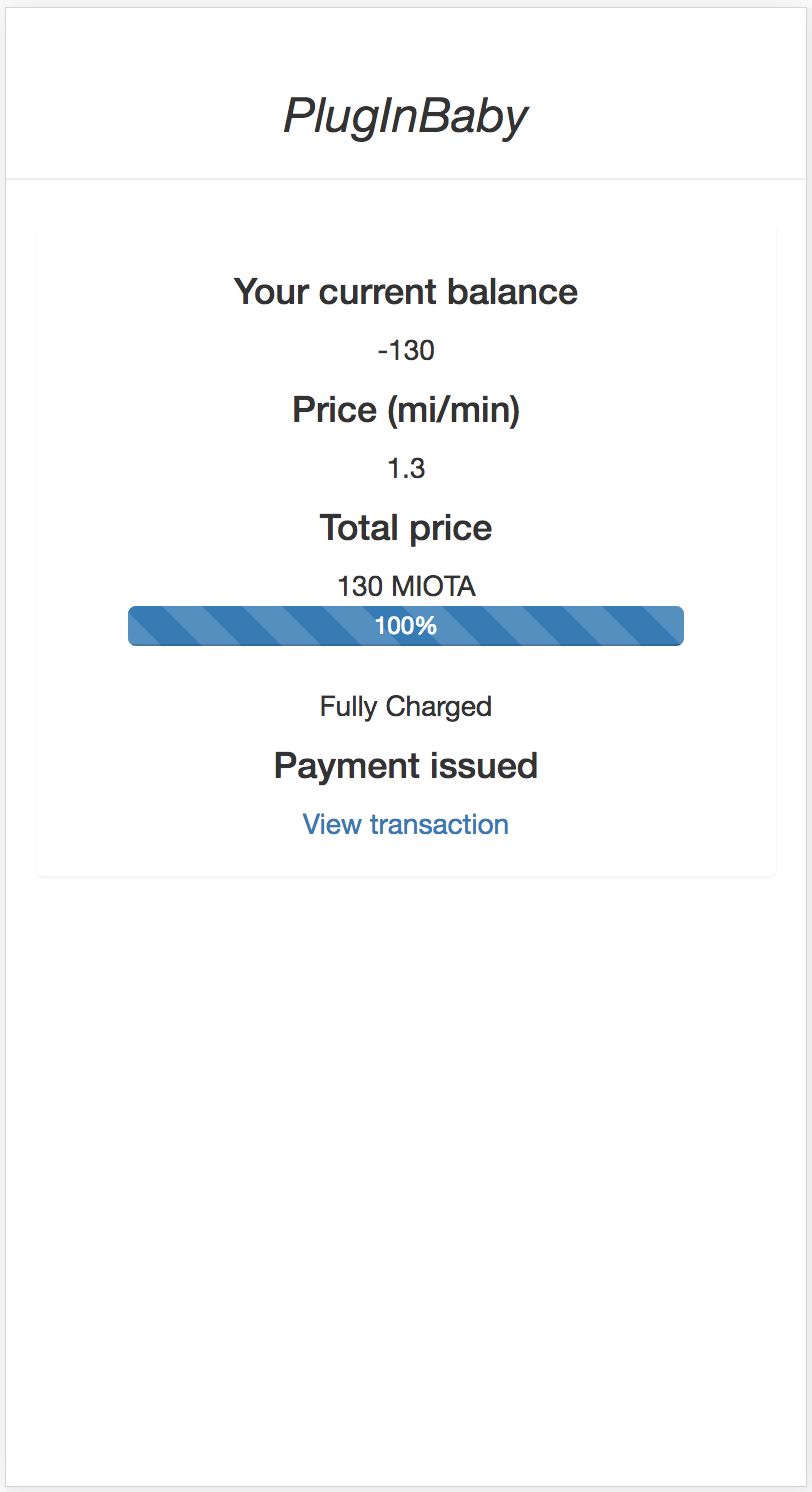 PlugInBaby
Your current balance
-130
Price (mi/min)
1.3
Total price
130 MIOTA
100%
Fully Charged
Payment issued
View transaction